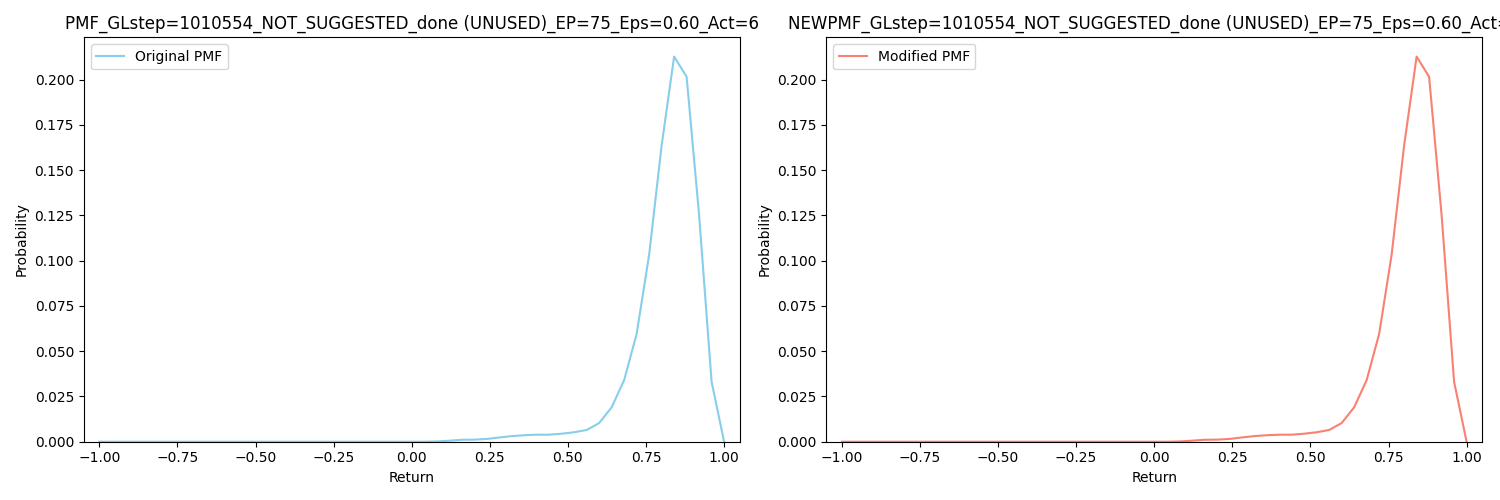 PMF_GLstep=1010554_NOT_SUGGESTED_done (UNUSED)_EP=75_Eps=0.60_Act=6
Original PMF
Probability
0.200
0.175
0.150
0.125
0.100
0.075
0.050
0.025
0.000
−1.00 −0.75 −0.50 −0.25 0.00 0.25 0.50 0.75 1.00
Return
NEWPMF_GLstep=1010554_NOT_SUGGESTED_done (UNUSED)_EP=75_Eps=0.60_Act=
Modified PMF
Probability
0.200
0.175
0.150
0.125
0.100
0.075
0.050
0.025
0.000
−1.00 −0.75 −0.50 −0.25 0.00 0.25 0.50 0.75 1.00
Return